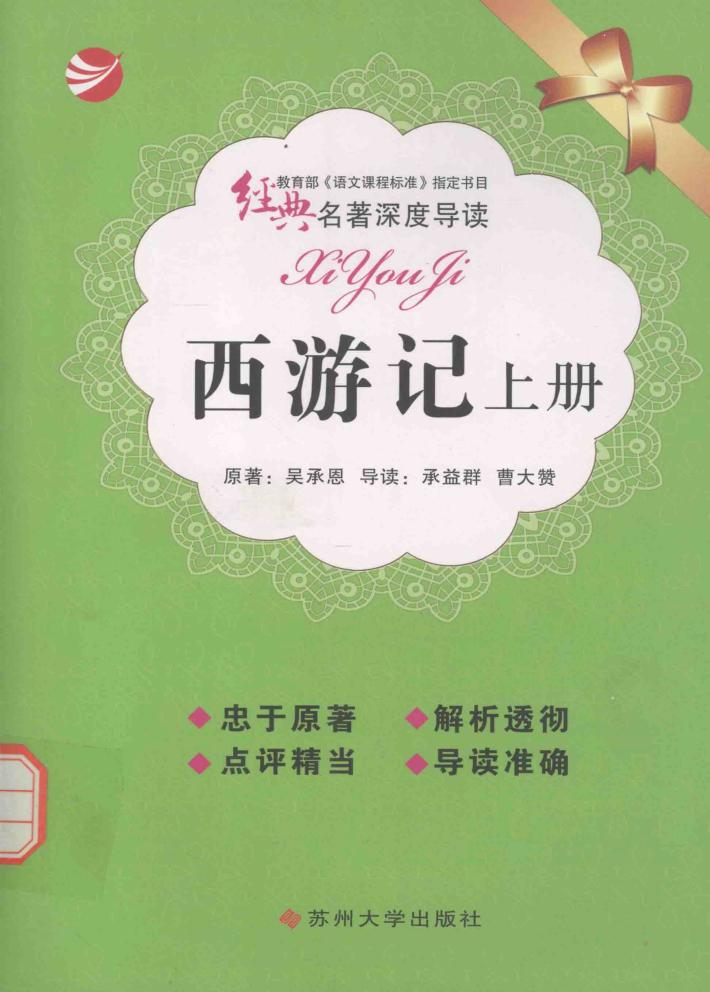 教育部《语文课程标准》指定书目
经典名著深度导读
XiYouJi
西游记 上册
原著：吴承恩 导读：承益群 曹大赞
◆忠于原著 ◆解析透彻
◆点评精当 ◆导读准确
苏州大学出版社